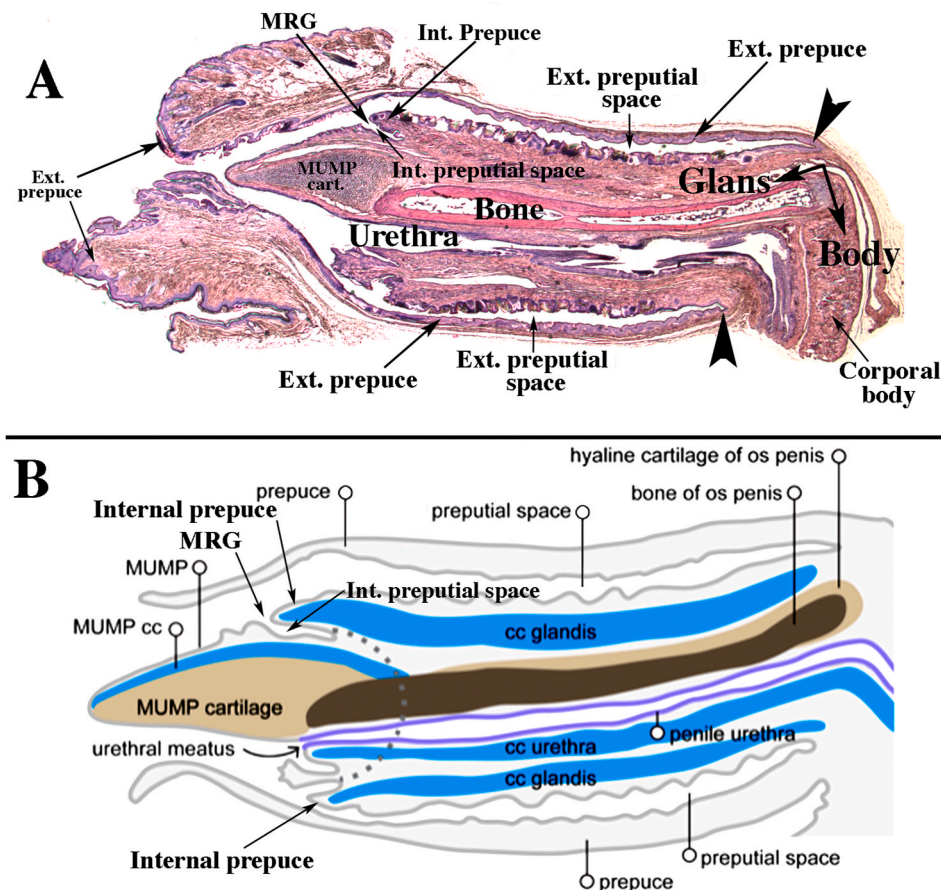 A
MRG
Int. Prepuce
Ext. preputial
space
Ext. prepuce
Ext.
prepuce
MUMP
cart.
Int. preputial space
Glans
Bone
Urethra
Body
Ext. prepuce
Ext. preputial
space
Corporal
body
B
hyaline cartilage of os penis
prepuce
bone of os penis
Internal prepuce
preputial space
MRG
MUMP
Int. preputial space
MUMP cc
cc glandis
MUMP cartilage
urethral meatus
cc urethra
penile urethra
cc glandis
Internal prepuce
preputial space
prepuce